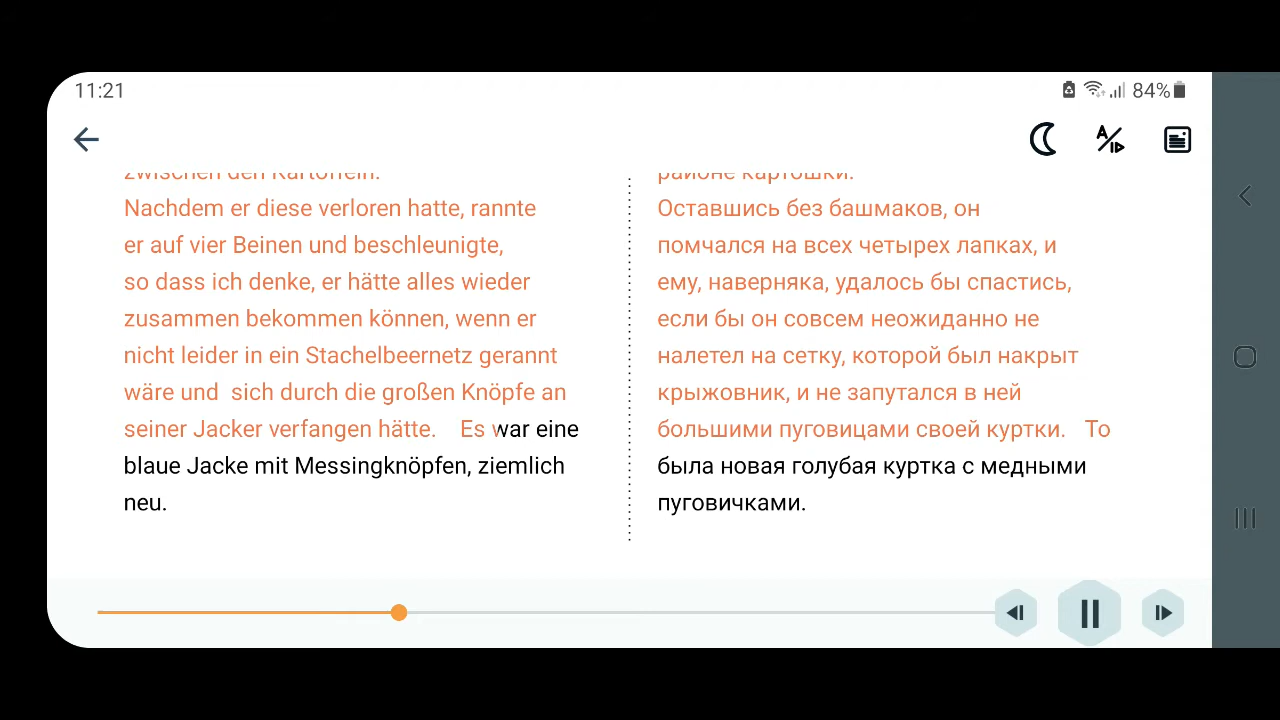 11:21
84%
zwischen den Kartoffeln.
Nachdem er diese verloren hatte, rannte
er auf vier Beinen und beschleunigte,
so dass ich denke, er hätte alles wieder
zusammen bekommen können, wenn er
nicht leider in ein Stachelbeernetz gerannt
wäre und sich durch die großen Knöpfe an
seiner Jacker verfangen hätte. Es war eine
blaue Jacke mit Messingknöpfen, ziemlich
neu.
районе картошки.
Оставшись без башмаков, он
помчался на всех четырех лапках, и
ему, наверняка, удалось бы спастись,
если бы он совсем неожиданно не
налетел на сетку, которой был накрыт
крыжовник, и не запутался в ней
большими пуговицами своей куртки. То
была новая голубая куртка с медными
пуговичками.